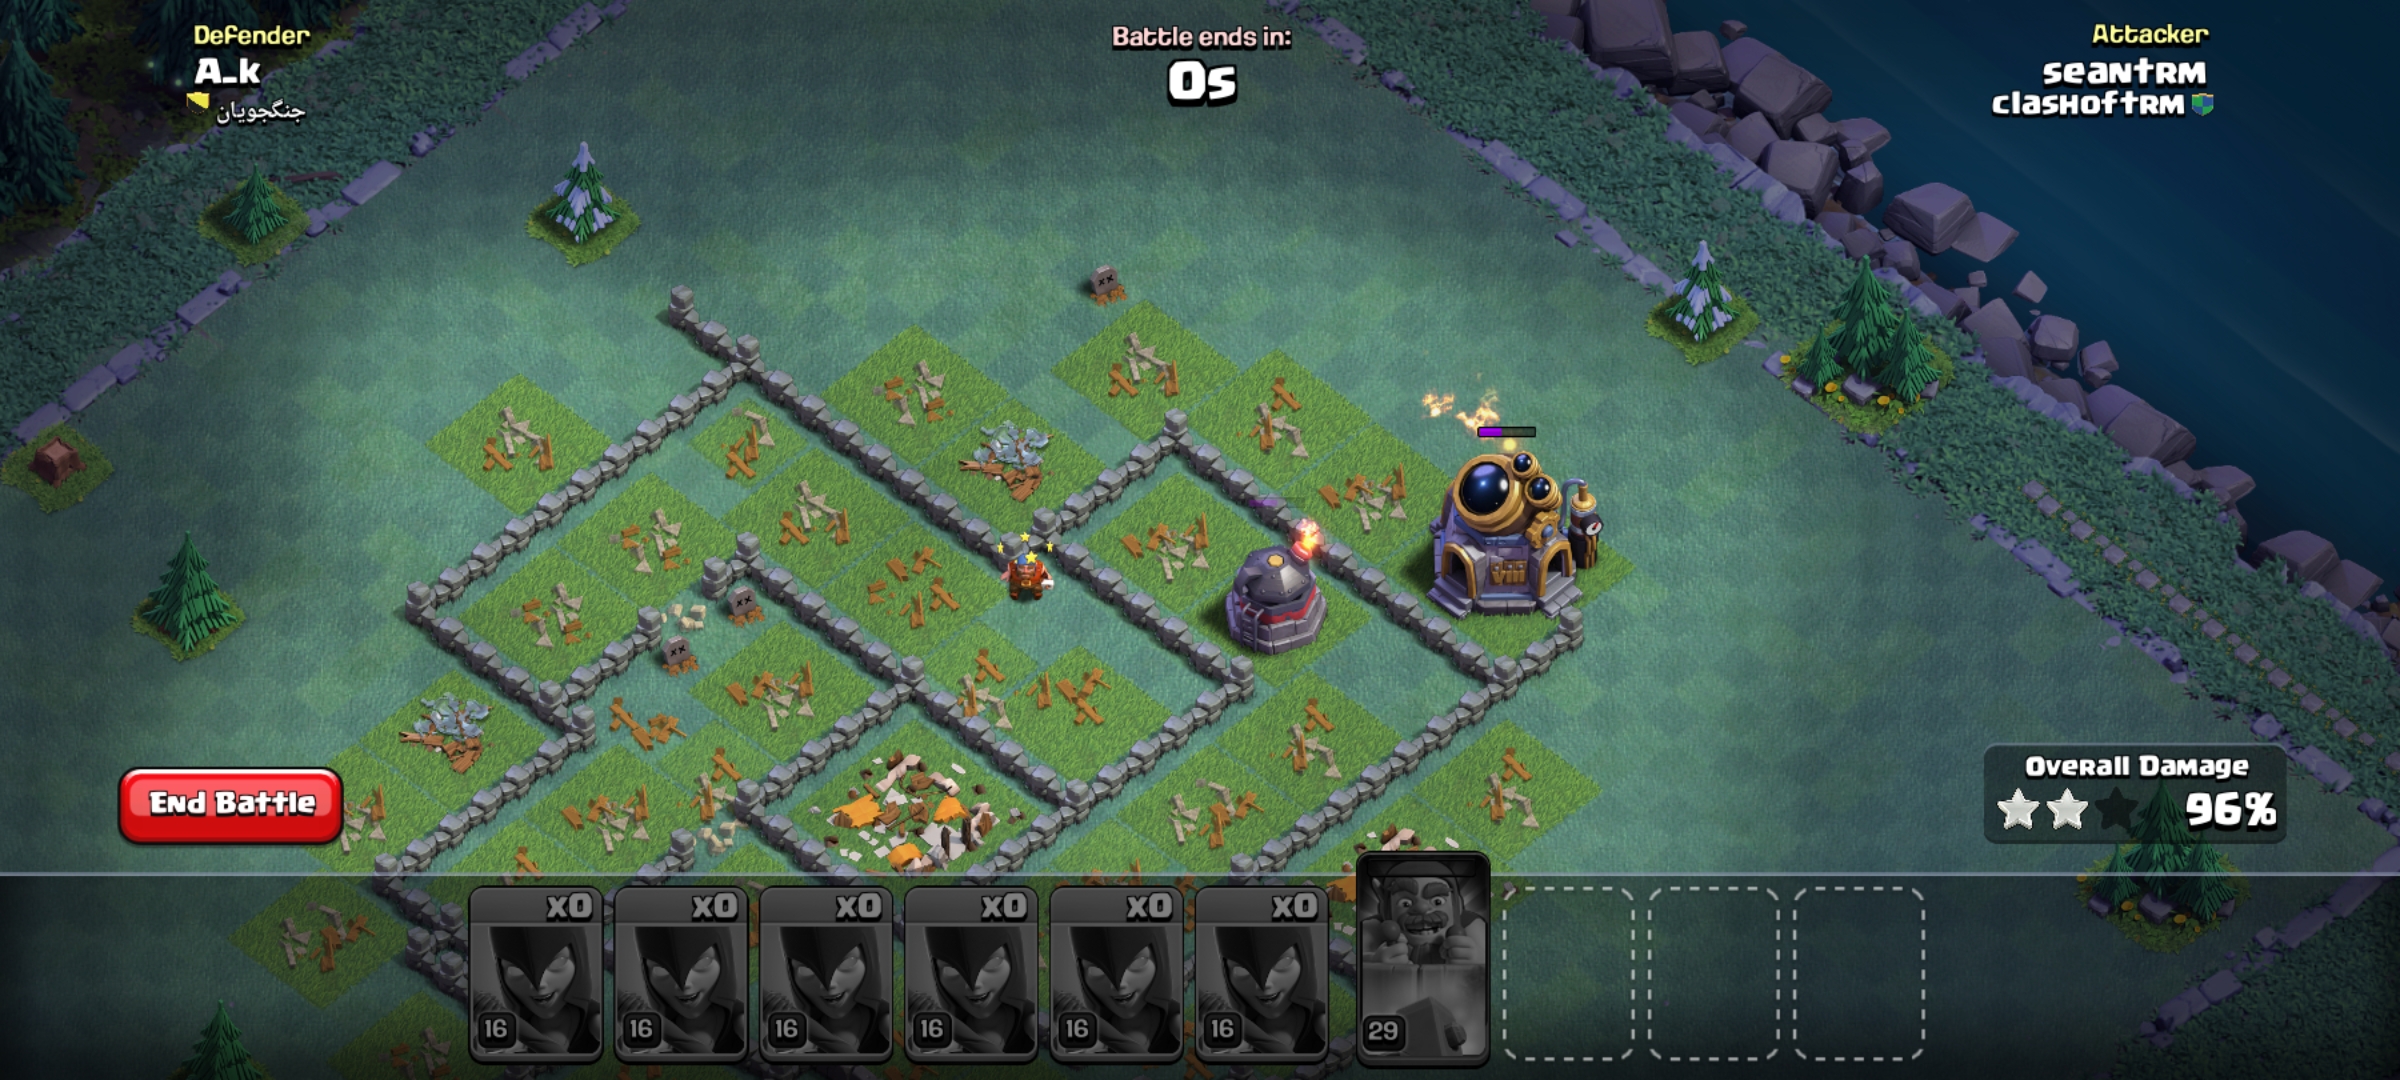 Defender
A_k
جنگجویان
Battle ends in:
0s
Attacker
seantRM
clasHoftRM
VIII
End Battle
Overall Damage
96%
x0 x0 x0 x0 x0 x0
16 16 16 16 16 16 29